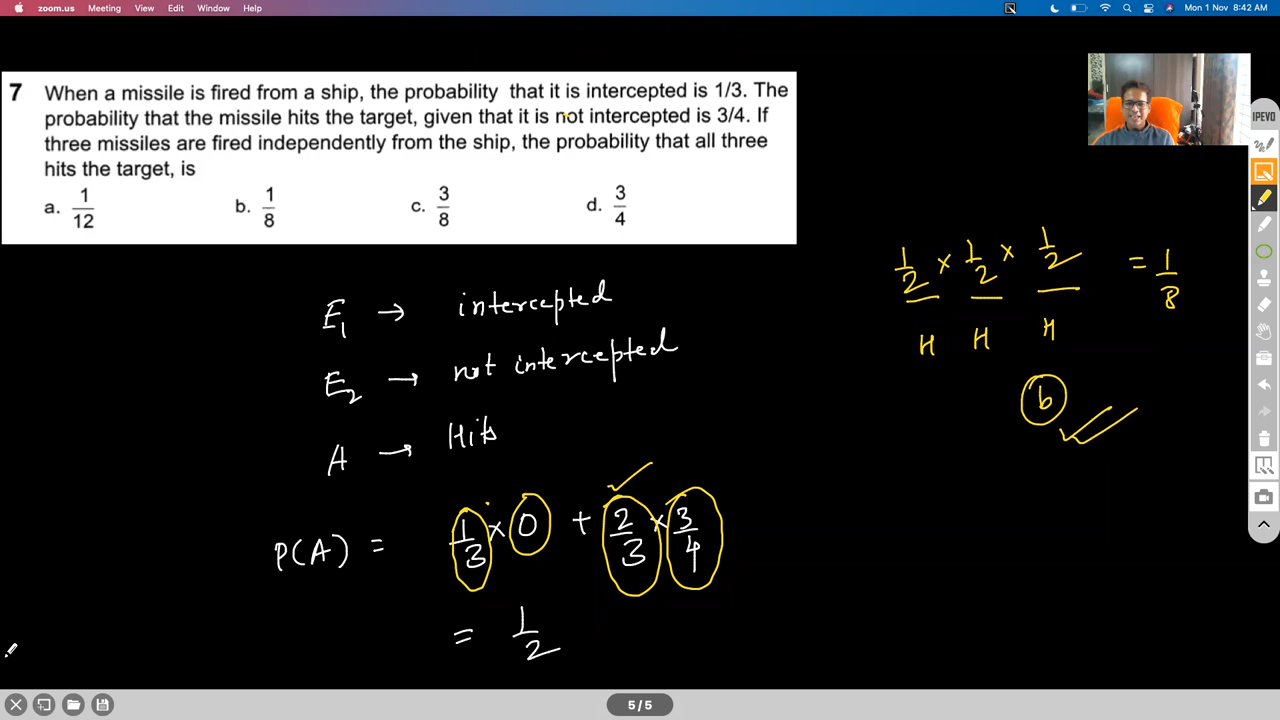 zoom.us Meeting View Edit Window Help Mon 1 Nov 8:42 AM
7 When a missile is fired from a ship, the probability that it is intercepted is 1/3. The
probability that the missile hits the target, given that it is not intercepted is 3/4. If
three missiles are fired independently from the ship, the probability that all three
hits the target, is
a. 1/12 b. 1/8 c. 3/8 d. 3/4
IPEVO
1/2 × 1/2 × 1/2 = 1/8
H H H
b
E1 → intercepted
E2 → not intercepted
A → Hits
P(A) = 1/3 × 0 + 2/3 × 3/4
= 1/2
5/5